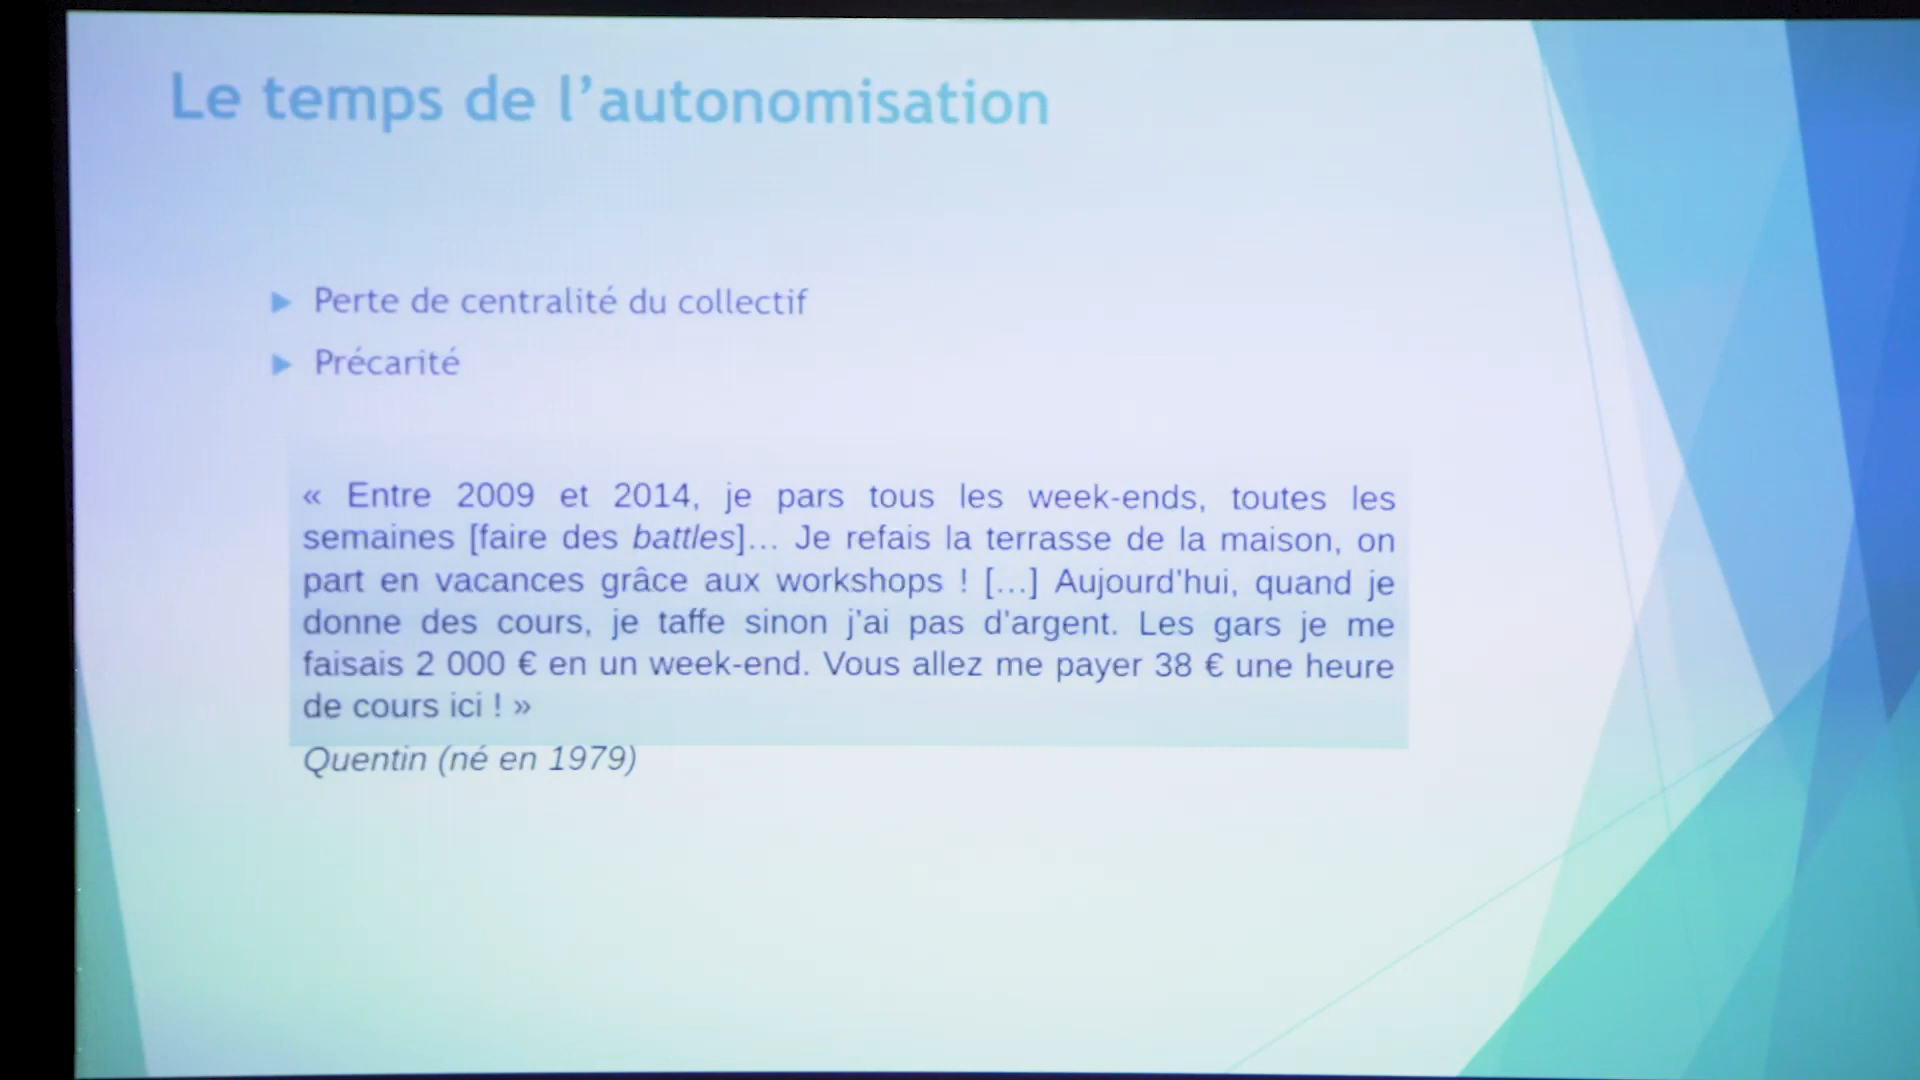 Le temps de l’autonomisation
Perte de centralité du collectif
Précarité
« Entre 2009 et 2014, je pars tous les week-ends, toutes les
semaines [faire des battles]... Je refais la terrasse de la maison, on
part en vacances grâce aux workshops ! [...] Aujourd'hui, quand je
donne des cours, je taffe sinon j'ai pas d'argent. Les gars je me
faisais 2 000 € en un week-end. Vous allez me payer 38 € une heure
de cours ici ! »
Quentin (né en 1979)